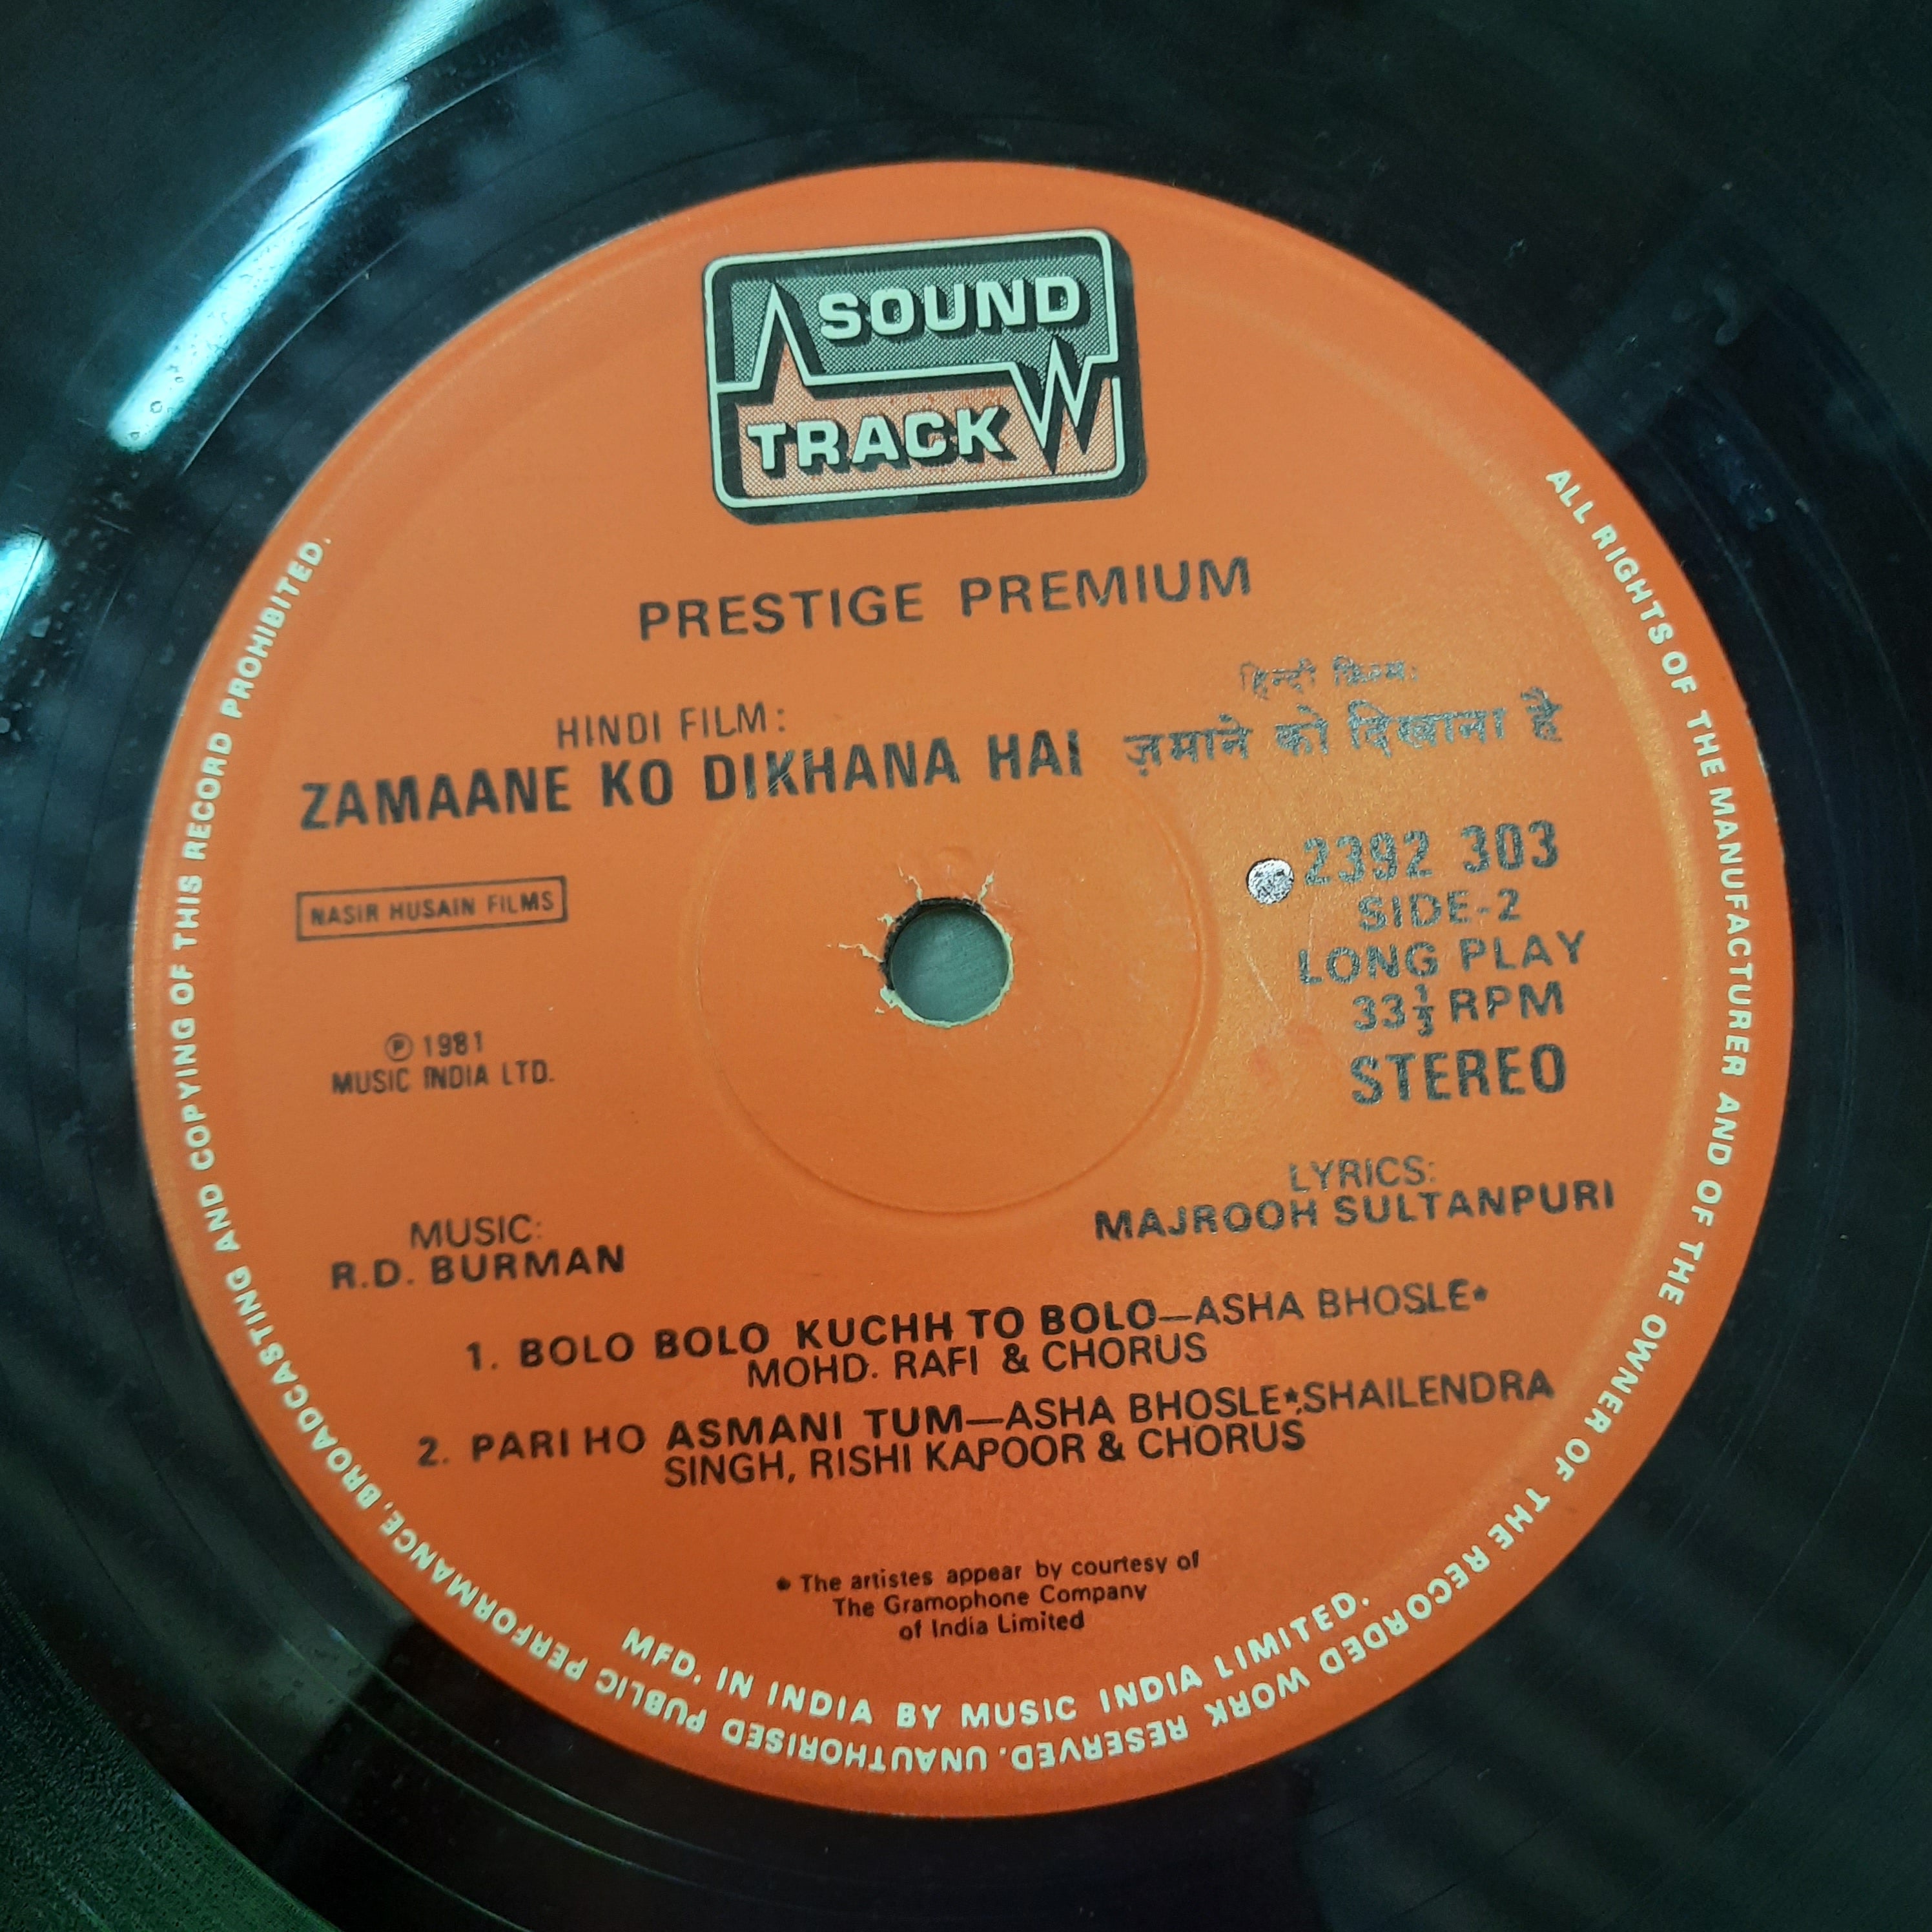 SOUND
TRACK
PRESTIGE PREMIUM
HINDI FILM:
ZAMAANE KO DIKHANA HAI
हिन्दी फ़िल्म:
ज़माने को दिखाना है
NASIR HUSAIN FILMS
2392 303
SIDE-2
LONG PLAY
33⅓ RPM
STEREO
℗ 1981
MUSIC INDIA LTD.
MUSIC:
R.D. BURMAN
LYRICS:
MAJROOH SULTANPURI
1. BOLO BOLO KUCHH TO BOLO—ASHA BHOSLE*
MOHD. RAFI & CHORUS
2. PARI HO ASMANI TUM—ASHA BHOSLE*,SHAILENDRA
SINGH, RISHI KAPOOR & CHORUS
* The artistes appear by courtesy of
The Gramophone Company
of India Limited
MFD. IN INDIA BY MUSIC INDIA LIMITED.
ALL RIGHTS OF THE MANUFACTURER AND OF THE OWNER OF THE RECORDED WORK RESERVED. UNAUTHORISED PUBLIC PERFORMANCE, BROADCASTING AND COPYING OF THIS RECORD PROHIBITED.